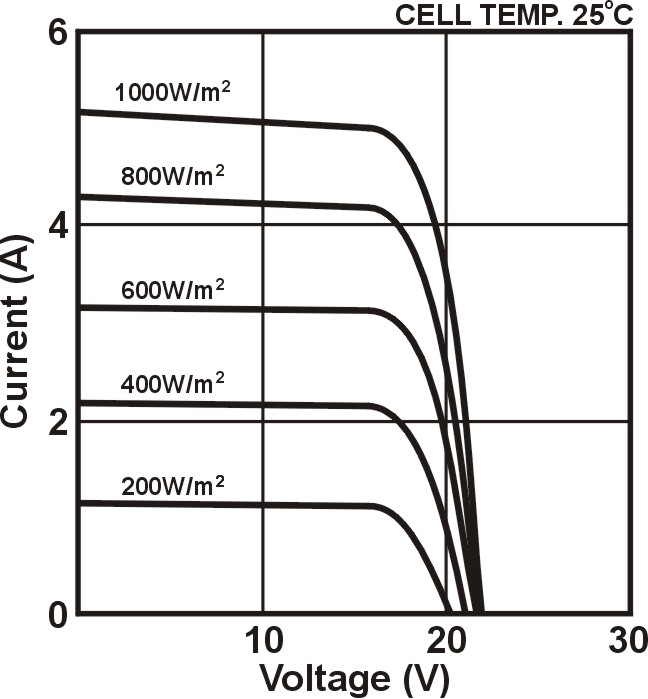 CELL TEMP. 25°C
6
1000W/m²
800W/m²
4
600W/m²
400W/m²
2
200W/m²
0
10 20 30
Voltage (V)
Current (A)